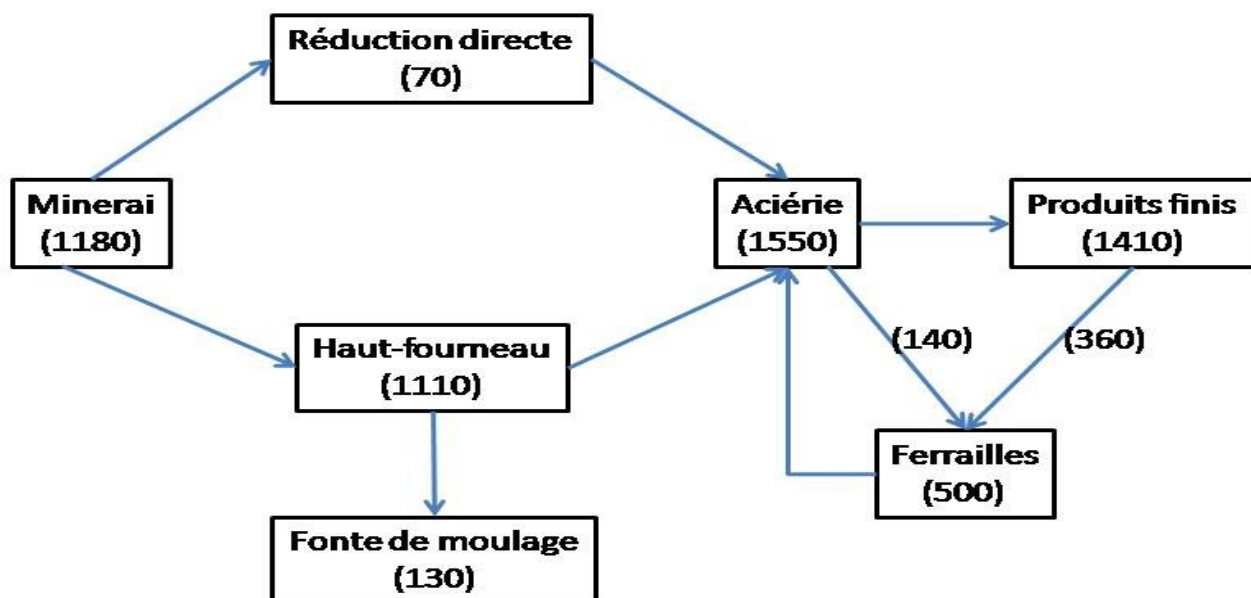 Réduction directe
(70)
Minerai
(1180)
Aciérie
(1550)
Produits finis
(1410)
Haut-fourneau
(1110)
(140)
(360)
Ferrailles
(500)
Fonte de moulage
(130)